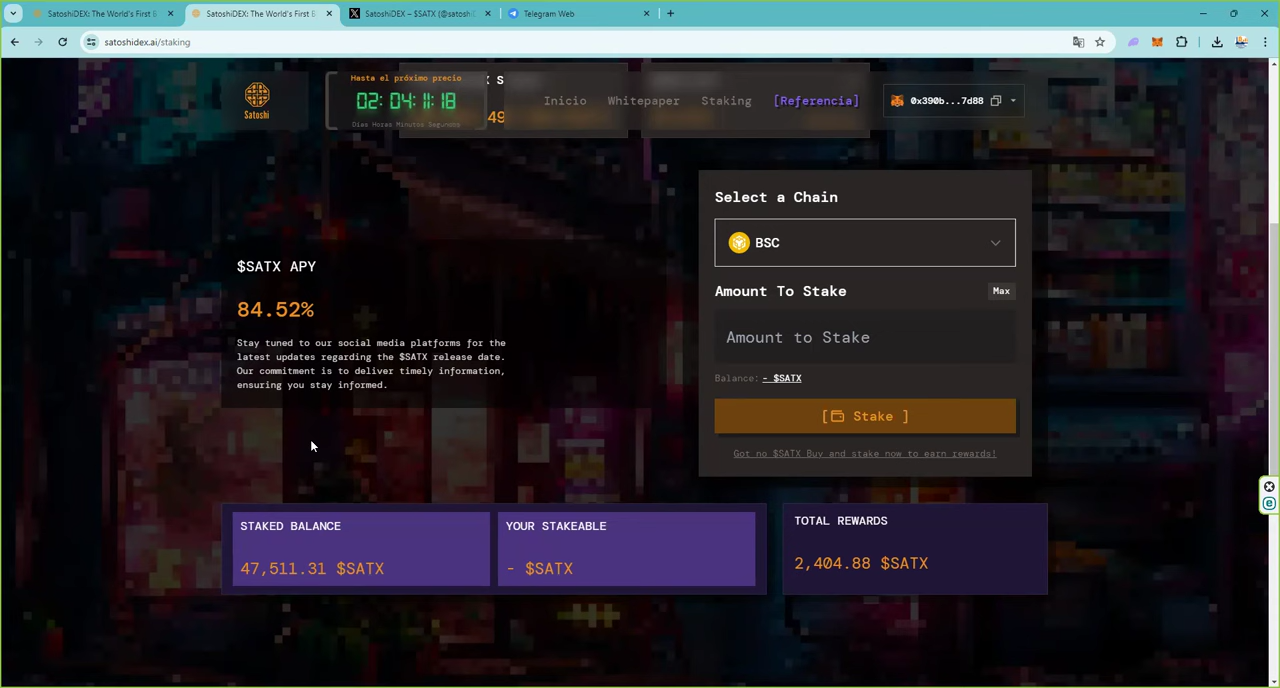 SatoshiDEX: The World's First B
SatoshiDEX: The World's First B
SatoshiDEX – $SATX (@satoshiD
Telegram Web
satoshidex.ai/staking
Satoshi
Hasta el próximo precio
02: 04: 11: 18
Días Horas Minutos Segundos
X S
49
Inicio
Whitepaper
Staking
[Referencia]
0x390b...7d88
Select a Chain
BSC
Amount To Stake
Max
Amount to Stake
Balance: - $SATX
[ Stake ]
Got no $SATX Buy and stake now to earn rewards!
$SATX APY
84.52%
Stay tuned to our social media platforms for the
latest updates regarding the $SATX release date.
Our commitment is to deliver timely information,
ensuring you stay informed.
STAKED BALANCE
47,511.31 $SATX
YOUR STAKEABLE
- $SATX
TOTAL REWARDS
2,404.88 $SATX